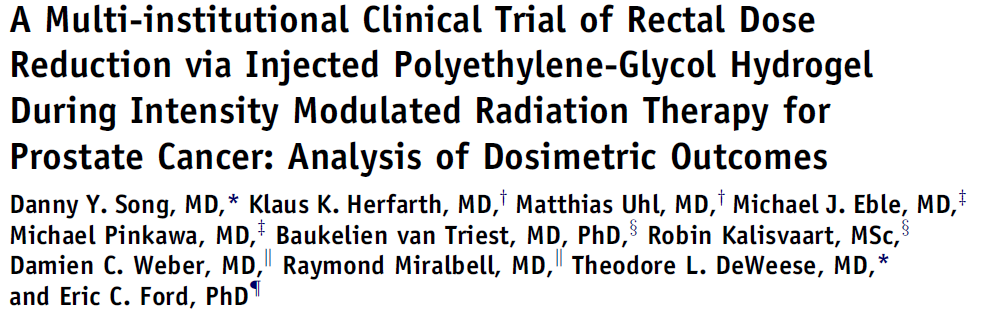 A Multi-institutional Clinical Trial of Rectal Dose
Reduction via Injected Polyethylene-Glycol Hydrogel
During Intensity Modulated Radiation Therapy for
Prostate Cancer: Analysis of Dosimetric Outcomes
Danny Y. Song, MD,* Klaus K. Herfarth, MD,† Matthias Uhl, MD,† Michael J. Eble, MD,‡
Michael Pinkawa, MD,‡ Baukelien van Triest, MD, PhD,§ Robin Kalisvaart, MSc,§
Damien C. Weber, MD,‖ Raymond Miralbell, MD,‖ Theodore L. DeWeese, MD,*
and Eric C. Ford, PhD¶